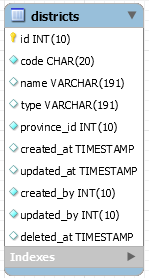 districts
id INT(10)
code CHAR(20)
name VARCHAR(191)
type VARCHAR(191)
province_id INT(10)
created_at TIMESTAMP
updated_at TIMESTAMP
created_by INT(10)
updated_by INT(10)
deleted_at TIMESTAMP
Indexes